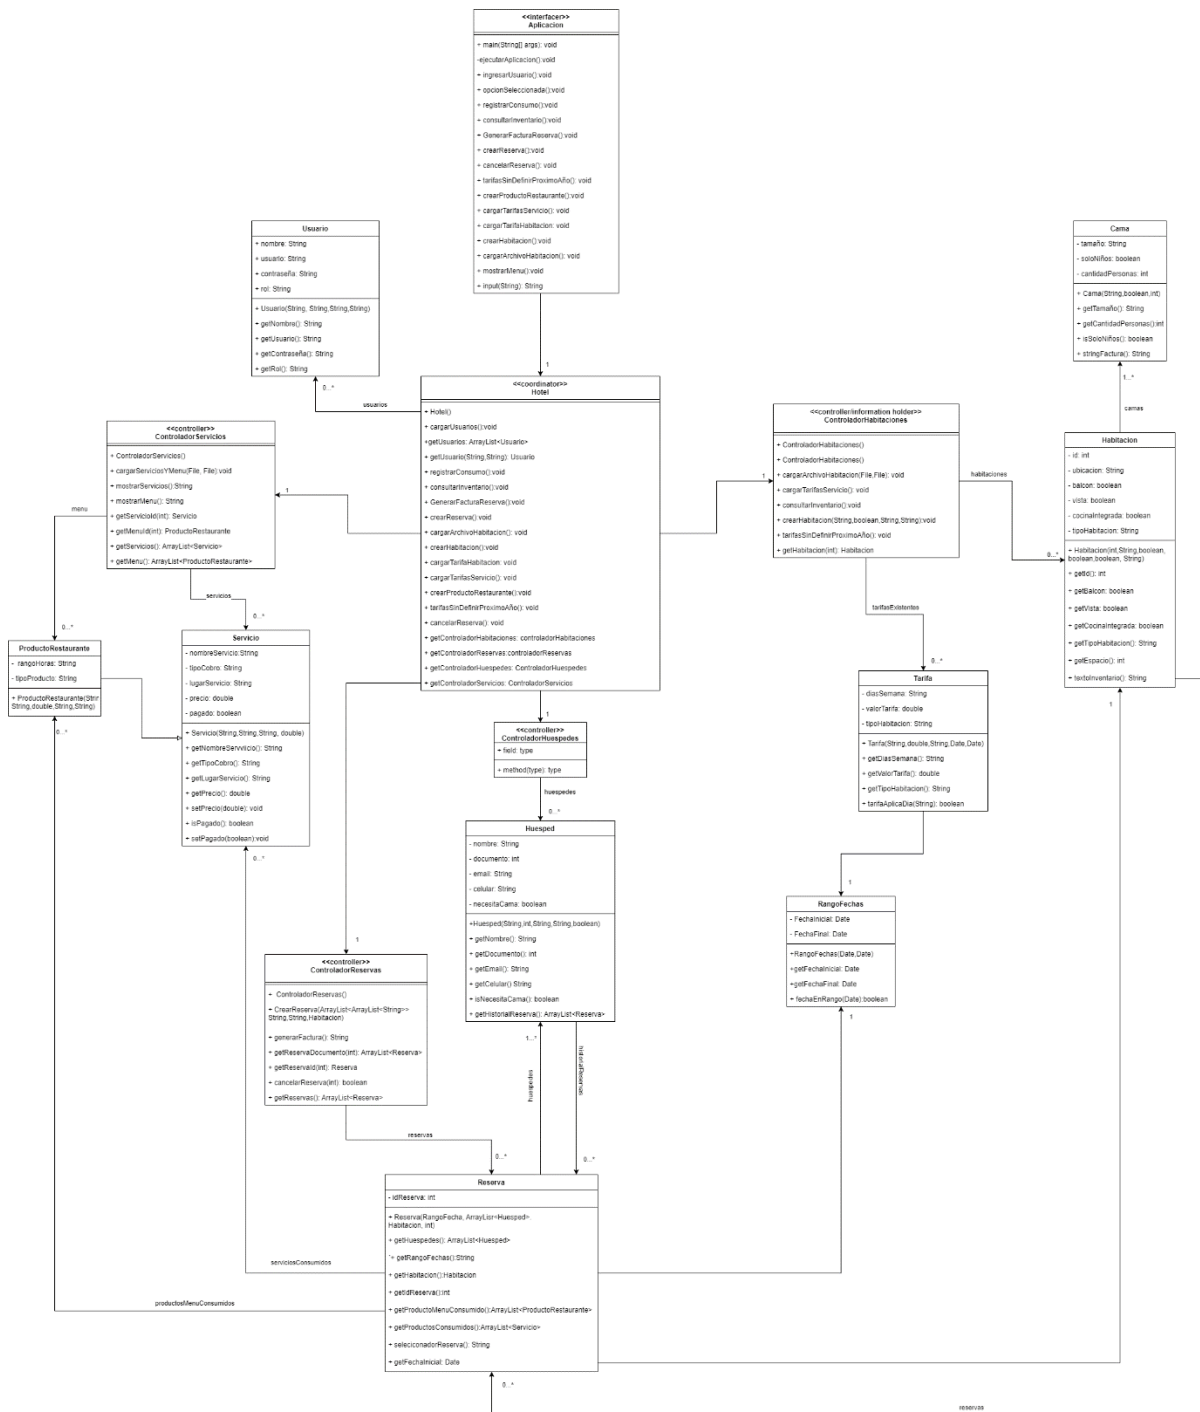 <<interfacer>>
Aplicacion
+ main(String[] args): void
-ejecutarAplicacion():void
+ ingresarUsuario():void
+ opcionSeleccionada():void
+ registrarConsumo():void
+ consultarInventario():void
+ GenerarFacturaReserva():void
+ crearReserva():void
+ cancelarReserva(): void
+ tarifasSinDefinirProximoAño(): void
+ crearProductoRestaurante():void
+ cargarTarifasServicio(): void
+ cargarTarifaHabitacion: void
+ crearHabitacion():void
+ cargarArchivoHabitacion():void
+ mostrarMenu():void
+ input(String): String
1
Usuario
+ nombre: String
+ usuario: String
+ contraseña: String
+ rol: String
+ Usuario(String, String,String,String)
+ getNombre(): String
+ getUsuario(): String
+ getContraseña(): String
+ getRol(): String
0...*
usuarios
Cama
- tamaño: String
- soloNiños: boolean
- cantidadPersonas: int
+ Cama(String,boolean,int)
+ getTamaño(): String
+ getCantidadPersonas():int
+ isSoloNiños(): boolean
+ stringFactura(): String
1...*
camas
<<coordinator>>
Hotel
+ Hotel()
+ cargarUsuarios():void
+getUsuarios: ArrayList<Usuario>
+ getUsuario(String,String): Usuario
+ registrarConsumo():void
+ consultarInventario():void
+ GenerarFacturaReserva():void
+ crearReserva():void
+ cargarArchivoHabitacion():void
+ crearHabitacion():void
+ cargarTarifaHabitacion: void
+ cargarTarifasServicio(): void
+ crearProductoRestaurante():void
+ tarifasSinDefinirProximoAño(): void
+ cancelarReserva(): void
+ getControladorHabitaciones: controladorHabitaciones
+ getControladorReservas:controladorReservas
+ getControladorHuespedes: ControladorHuespedes
+ getControladorServicios: ControladorServicios
<<controller>>
ControladorServicios
+ ControladorServicios()
+ cargarServiciosYMenu(File, File):void
+ mostrarServicios():String
+ mostrarMenu(): String
+ getServicioId(int): Servicio
+ getMenuId(int): ProductoRestaurante
+ getServicios(): ArrayList<Servicio>
+ getMenu(): ArrayList<ProductoRestaurante>
1
menu
servicios
0...*
0...*
<<controller/information holder>>
ControladorHabitaciones
+ ControladorHabitaciones()
+ ControladorHabitaciones()
+ cargarArchivoHabitacion(File,File): void
+ cargarTarifasServicio(): void
+ consultarInventario():void
+ crearHabitacion(String,boolean,String,String):void
+ tarifasSinDefinirProximoAño(): void
+ getHabitacion(int): Habitacion
1
habitaciones
0...*
tarifasExistentes
0...*
Habitacion
- id: int
- ubicacion: String
- balcon: boolean
- vista: boolean
- cocinaIntegrada: boolean
- tipoHabitacion: String
+ Habitacion(int,String,boolean,
boolean,boolean, String)
+ getId(): int
+ getBalcon: boolean
+ getVista: boolean
+ getCocinaIntegrada: boolean
+ getTipoHabitacion(): String
+ getEspacio(): int
+ textoInventario(): String
1
ProductoRestaurante
- rangoHoras: String
- tipoProducto: String
+ ProductoRestaurante(Strir
String,double,String,String)
0...*
Servicio
- nombreServicio:String
- tipoCobro: String
- lugarServicio: String
- precio: double
- pagado: boolean
+ Servicio(String,String,String, double)
+ getNombreServviicio(): String
+ getTipoCobro(): String
+ getLugarServicio(): String
+ getPrecio(): double
+ setPrecio(double): void
+ isPagado(): boolean
+ setPagado(boolean):void
0...*
1
<<controller>>
ControladorHuespedes
+ field: type
+ method(type): type
huespedes
0...*
Tarifa
- diasSemana: String
- valorTarifa: double
- tipoHabitacion: String
+ Tarifa(String,double,String,Date,Date)
+ getDiasSemana(): String
+ getValorTarifa(): double
+ getTipoHabitacion(): String
+ tarifaAplicaDia(String): boolean
1
Huesped
- nombre: String
- documento: int
- email: String
- celular: String
- necesitaCama: boolean
+Huesped(String,int,String,String,boolean)
+ getNombre(): String
+ getDocumento(): int
+ getEmail(): String
+ getCelular() String
+ isNecesitaCama(): boolean
+ getHistorialReserva(): ArrayList<Reserva>
1...*
huespedes
0...*
RangoFechas
- FechaInicial: Date
- FechaFinal: Date
+RangoFechas(Date,Date)
+getFechaInicial: Date
+getFechaFinal: Date
+ fechaEnRango(Date):boolean
1
1
<<controller>>
ControladorReservas
+ ControladorReservas()
+ CrearReserva(ArrayList<ArrayList<String>>
String,String,Habitacion)
+ generarFactura(): String
+ getReservaDocumento(int): ArrayList<Reserva>
+ getReservaId(int): Reserva
+ cancelarReserva(int): boolean
+ getReservas(): ArrayList<Reserva>
reservas
0...*
Reserva
- idReserva: int
+ Reserva(RangoFecha, ArrayList<Huesped>.
Habitacion, int)
+ getHuespedes(): ArrayList<Huesped>
`+ getRangoFechas():String
+ getHabitacion():Habitacion
+ getIdReserva():int
+ getProductoMenuConsumido():ArrayList<ProductoRestaurante>
+ getProductosConsumidos():ArrayList<Servicio>
+ seleciconadorReserva(): String
+ getFechaInicial: Date
serviciosConsumidos
productosMenuConsumidos
0...*
reservas